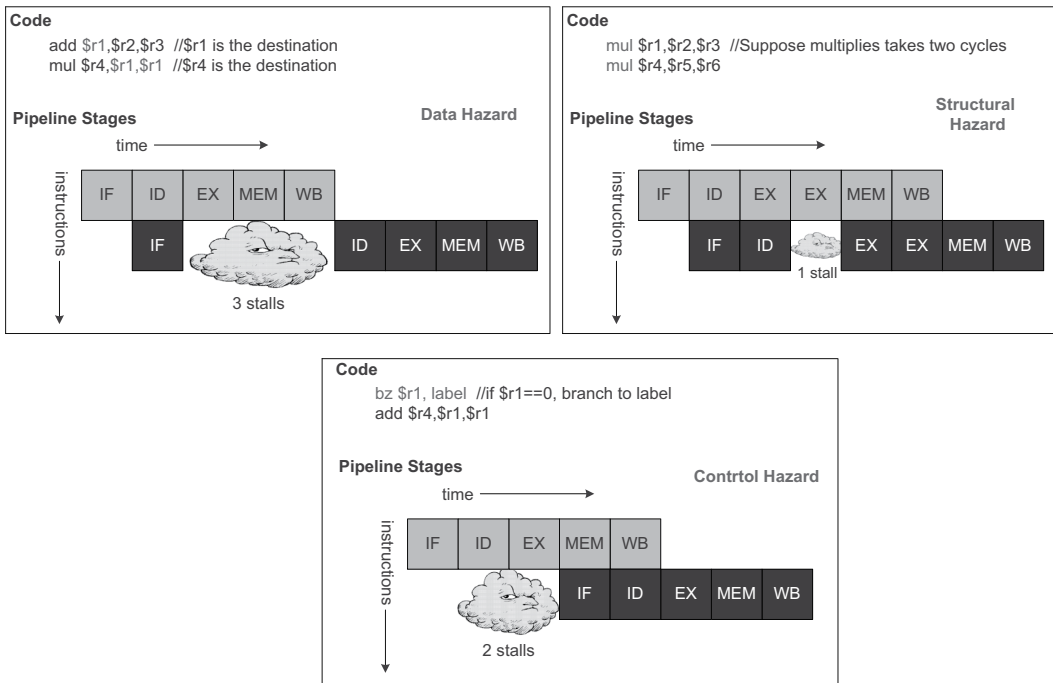 Code
add $r1,$r2,$r3 //$r1 is the destination
mul $r4,$r1,$r1 //$r4 is the destination
Data Hazard
Pipeline Stages
time
instructions
IF ID EX MEM WB
IF ID EX MEM WB
3 stalls
Code
mul $r1,$r2,$r3 //Suppose multiplies takes two cycles
mul $r4,$r5,$r6
Structural
Hazard
Pipeline Stages
time
instructions
IF ID EX EX MEM WB
IF ID EX EX MEM WB
1 stall
Code
bz $r1, label //if $r1==0, branch to label
add $r4,$r1,$r1
Pipeline Stages
Contrtol Hazard
time
instructions
IF ID EX MEM WB
IF ID EX MEM WB
2 stalls